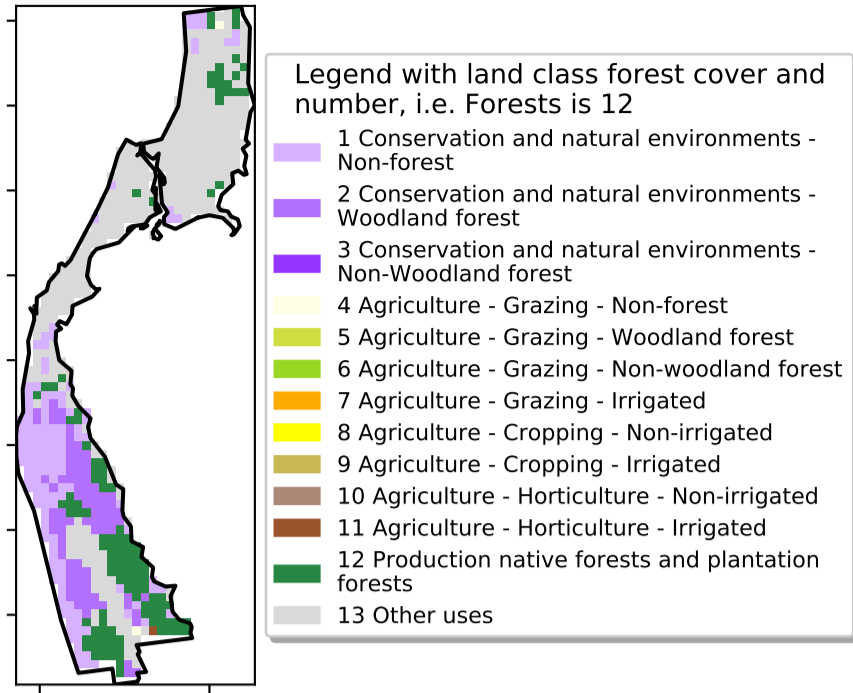 Legend with land class forest cover and
number, i.e. Forests is 12
1 Conservation and natural environments -
Non-forest
2 Conservation and natural environments -
Woodland forest
3 Conservation and natural environments -
Non-Woodland forest
4 Agriculture - Grazing - Non-forest
5 Agriculture - Grazing - Woodland forest
6 Agriculture - Grazing - Non-woodland forest
7 Agriculture - Grazing - Irrigated
8 Agriculture - Cropping - Non-irrigated
9 Agriculture - Cropping - Irrigated
10 Agriculture - Horticulture - Non-irrigated
11 Agriculture - Horticulture - Irrigated
12 Production native forests and plantation
forests
13 Other uses